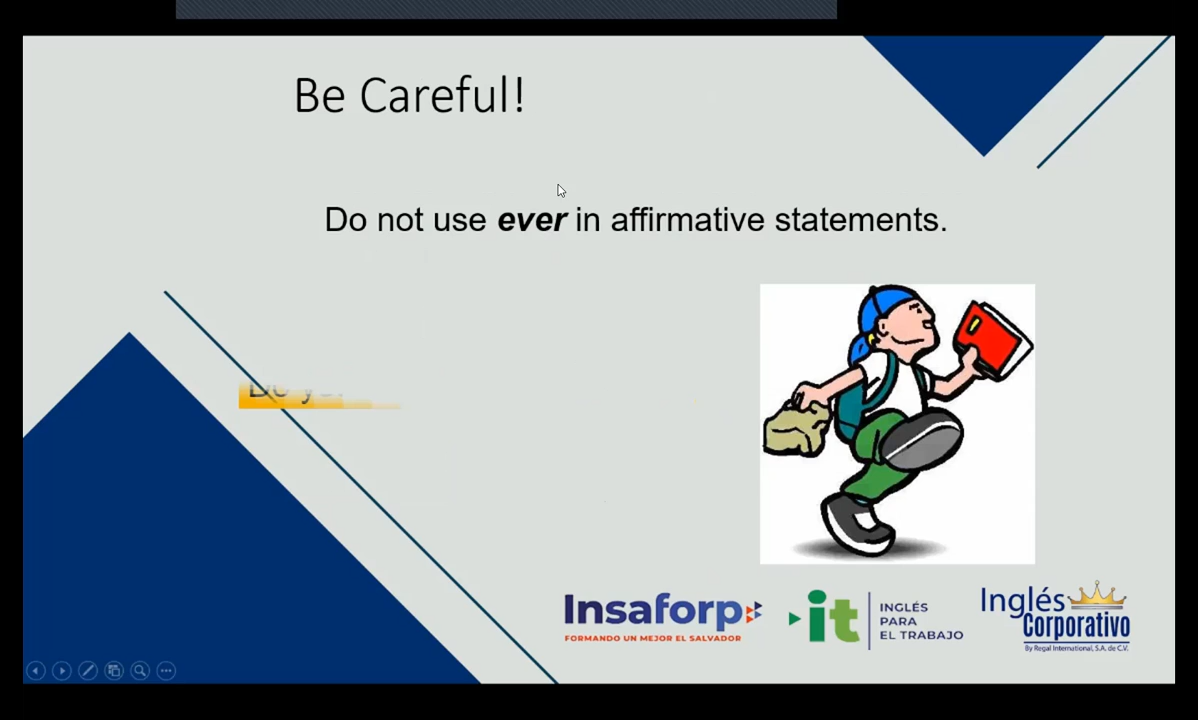 Be Careful!
Do not use ever in affirmative statements.
Insaforp
FORMANDO UN MEJOR EL SALVADOR
it
INGLÉS
PARA
EL TRABAJO
Inglés
Corporativo
By Regal International, S.A. de C.V.